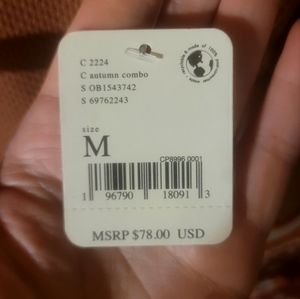 C 2224
C autumn combo
S OB1543742
S 69762243
size
M
CP8996 0001
1 96790 18091 3
MSRP $78.00 USD